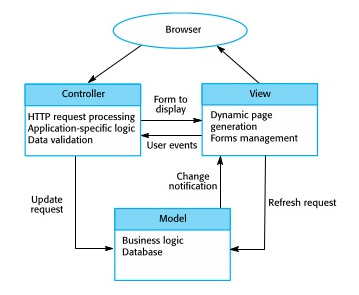 Browser
Controller
HTTP request processing
Application-specific logic
Data validation
Form to
display
User events
View
Dynamic page
generation
Forms management
Update
request
Change
notification
Refresh request
Model
Business logic
Database